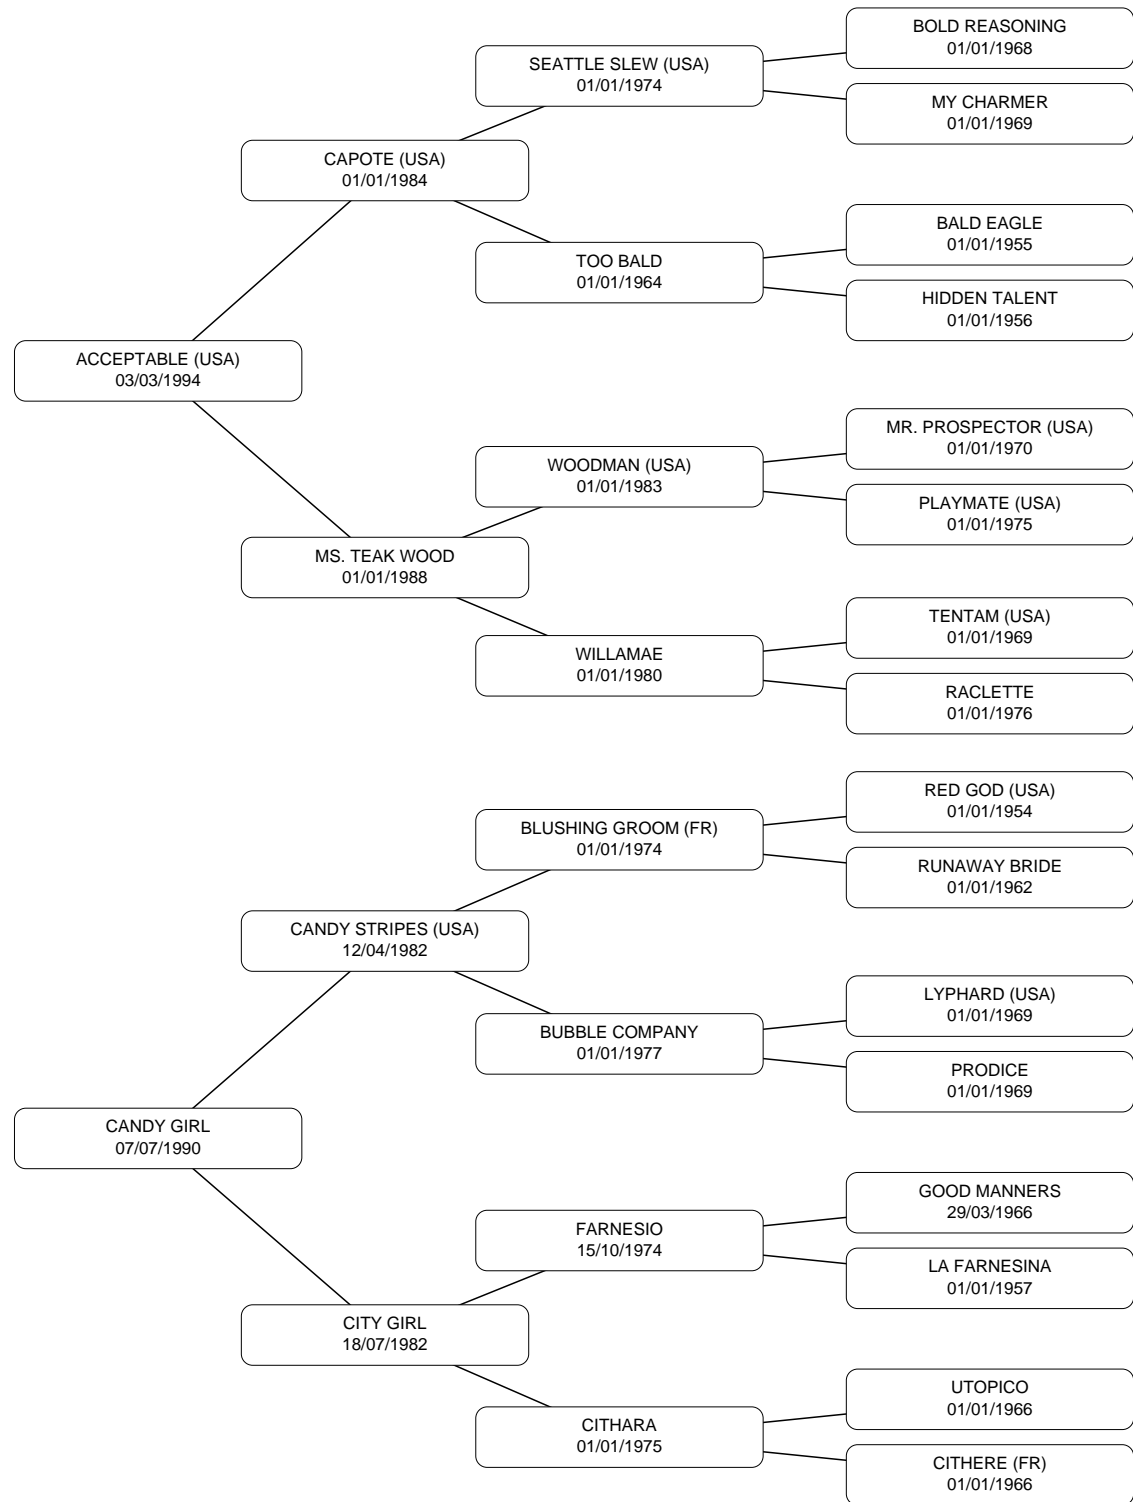 BOLD REASONING
01/01/1968
SEATTLE SLEW (USA)
01/01/1974
MY CHARMER
01/01/1969
CAPOTE (USA)
01/01/1984
BALD EAGLE
01/01/1955
TOO BALD
01/01/1964
HIDDEN TALENT
01/01/1956
ACCEPTABLE (USA)
03/03/1994
MR. PROSPECTOR (USA)
01/01/1970
WOODMAN (USA)
01/01/1983
PLAYMATE (USA)
01/01/1975
MS. TEAK WOOD
01/01/1988
TENTAM (USA)
01/01/1969
WILLAMAE
01/01/1980
RACLETTE
01/01/1976
RED GOD (USA)
01/01/1954
BLUSHING GROOM (FR)
01/01/1974
RUNAWAY BRIDE
01/01/1962
CANDY STRIPES (USA)
12/04/1982
LYPHARD (USA)
01/01/1969
BUBBLE COMPANY
01/01/1977
PRODICE
01/01/1969
CANDY GIRL
07/07/1990
GOOD MANNERS
29/03/1966
FARNESIO
15/10/1974
LA FARNESINA
01/01/1957
CITY GIRL
18/07/1982
UTOPICO
01/01/1966
CITHARA
01/01/1975
CITHERE (FR)
01/01/1966